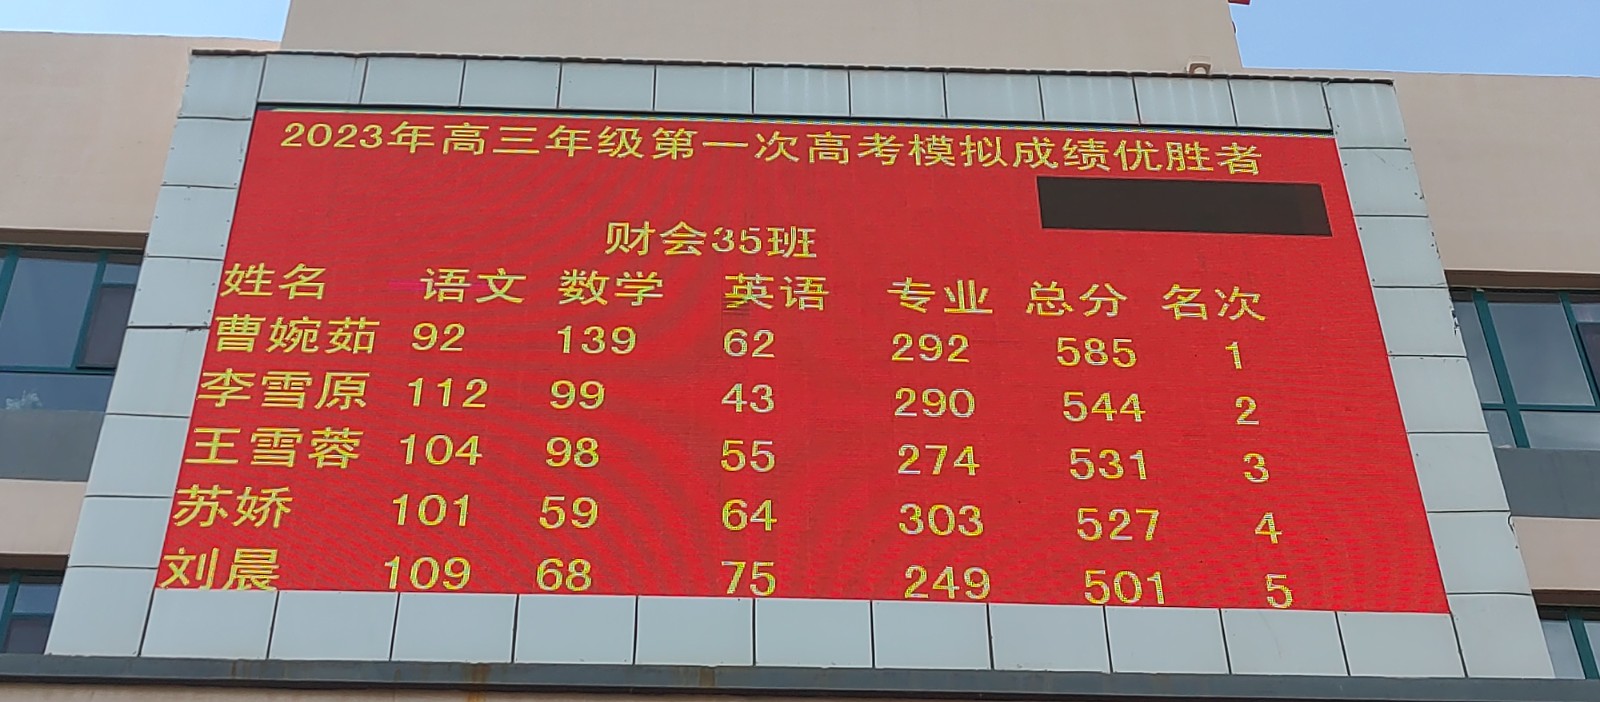 2023年高三年级第一次高考模拟成绩优胜者
财会35班
姓名 语文 数学 英语 专业 总分 名次
曹婉茹 92 139 62 292 585 1
李雪原 112 99 43 290 544 2
王雪蓉 104 98 55 274 531 3
苏娇 101 59 64 303 527 4
刘晨 109 68 75 249 501 5